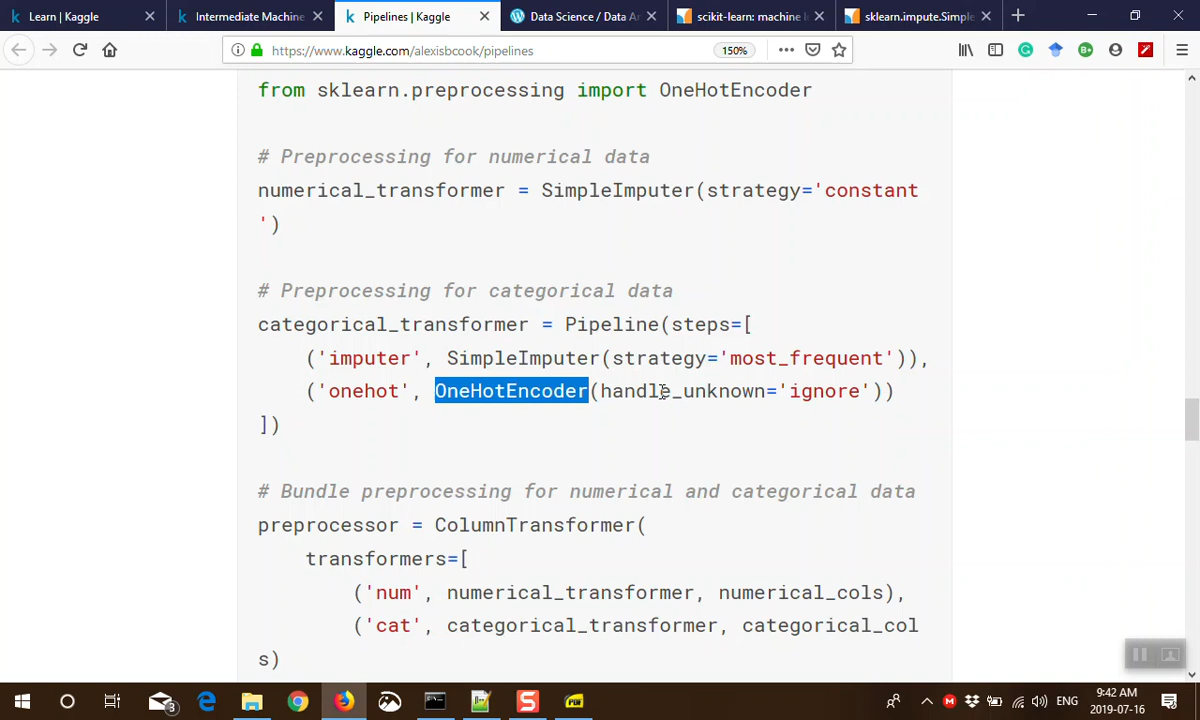 Learn | Kaggle
Intermediate Machine
Pipelines | Kaggle
Data Science / Data A
scikit-learn: machine l
sklearn.impute.Simple
https://www.kaggle.com/alexisbcook/pipelines
150%
from sklearn.preprocessing import OneHotEncoder
# Preprocessing for numerical data
numerical_transformer = SimpleImputer(strategy='constant
')
# Preprocessing for categorical data
categorical_transformer = Pipeline(steps=[
('imputer', SimpleImputer(strategy='most_frequent')),
('onehot', OneHotEncoder(handle_unknown='ignore'))
])
# Bundle preprocessing for numerical and categorical data
preprocessor = ColumnTransformer(
transformers=[
('num', numerical_transformer, numerical_cols),
('cat', categorical_transformer, categorical_col
s)
3
ENG
9:42 AM
2019-07-16